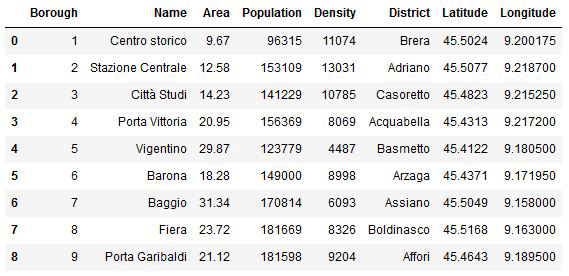 Borough Name Area Population Density District Latitude Longitude
0 1 Centro storico 9.67 96315 11074 Brera 45.5024 9.200175
1 2 Stazione Centrale 12.58 153109 13031 Adriano 45.5077 9.218700
2 3 Città Studi 14.23 141229 10785 Casoretto 45.4823 9.215250
3 4 Porta Vittoria 20.95 156369 8069 Acquabella 45.4313 9.217200
4 5 Vigentino 29.87 123779 4487 Basmetto 45.4122 9.180500
5 6 Barona 18.28 149000 8998 Arzaga 45.4371 9.171950
6 7 Baggio 31.34 170814 6093 Assiano 45.5049 9.158000
7 8 Fiera 23.72 181669 8326 Boldinasco 45.5168 9.163000
8 9 Porta Garibaldi 21.12 181598 9204 Affori 45.4643 9.189500